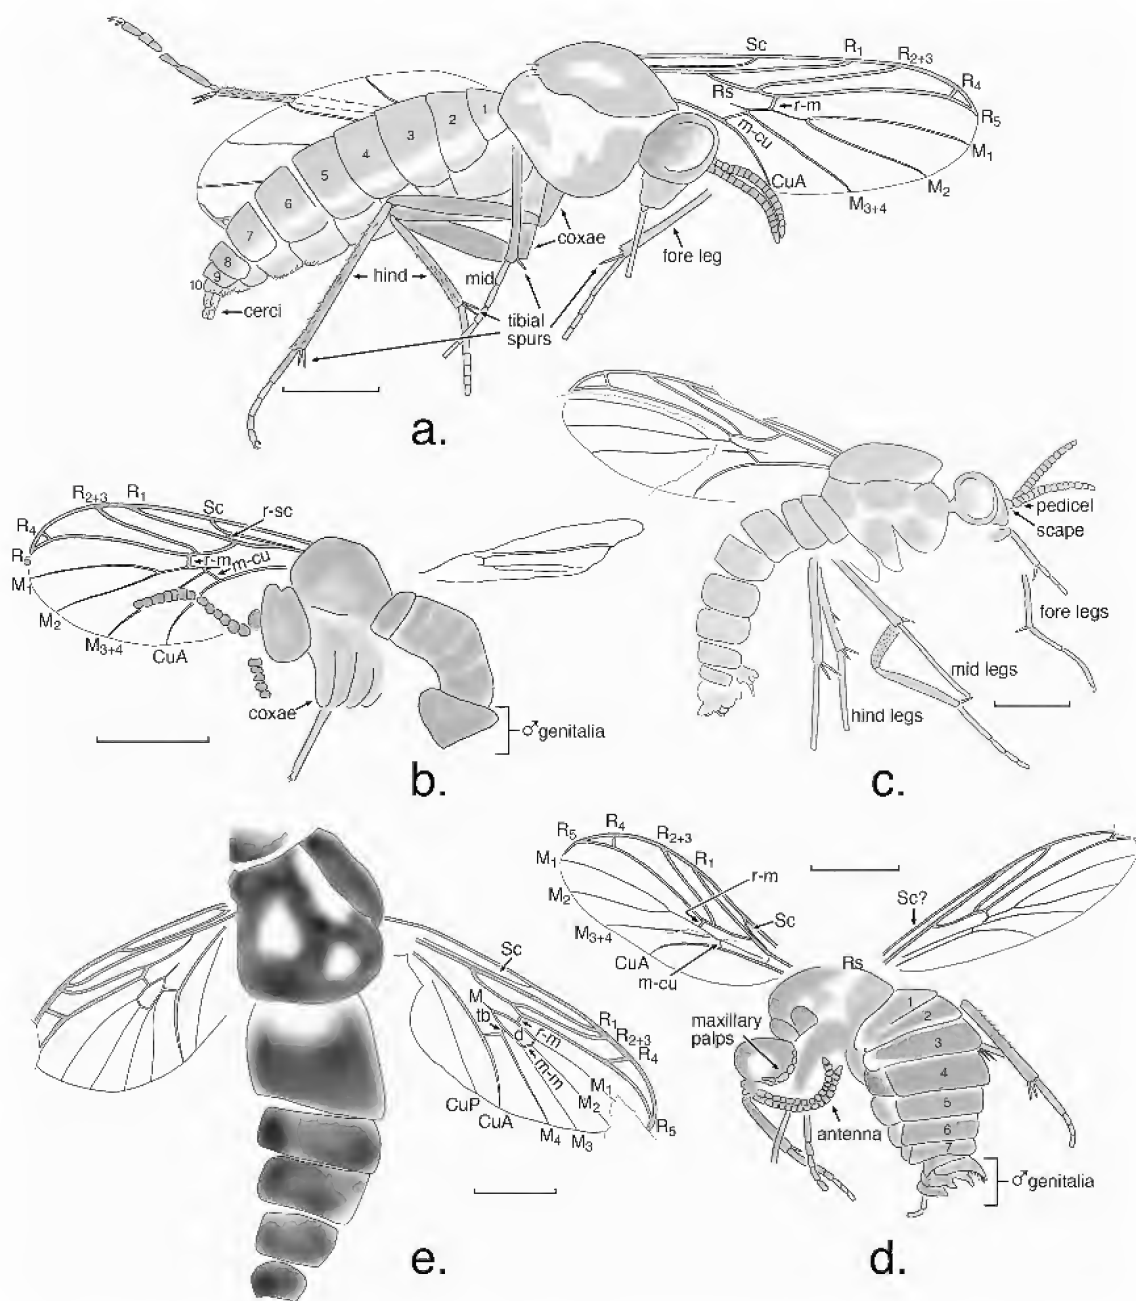 Sc
R1
R2+3
R4
R5
Rs
r-m
m-cu
M1
M2
M3+4
CuA
1
2
3
4
5
6
7
8
9
10
cerci
hind
mid
coxae
tibial
spurs
fore leg
a.
R2+3
R1
Sc
r-sc
R4
R5
r-m
m-cu
M1
M2
M3+4
CuA
coxae
♂genitalia
b.
pedicel
scape
fore legs
mid legs
hind legs
c.
Sc
M
tb
d
r-m
m-m
R1
R2+3
R4
R5
M1
M2
M3
M4
CuA
CuP
e.
R5
R4
R2+3
R1
M1
r-m
M2
Sc
Sc?
M3+4
CuA
m-cu
Rs
maxillary
palps
antenna
1
2
3
4
5
6
7
♂genitalia
d.